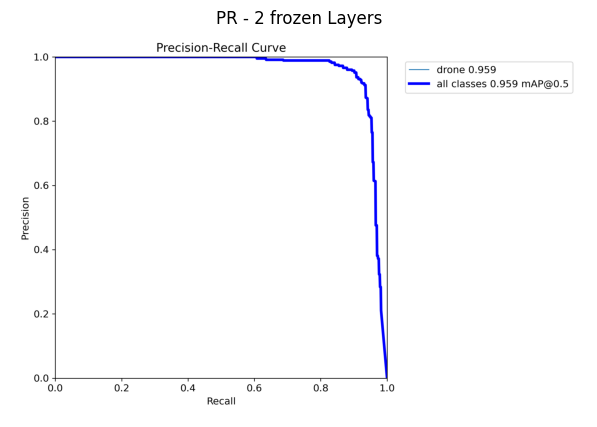 PR - 2 frozen Layers
Precision-Recall Curve
drone 0.959
all classes 0.959 mAP@0.5
1.0
0.8
0.6
0.4
0.2
0.0
Precision
0.0 0.2 0.4 0.6 0.8 1.0
Recall